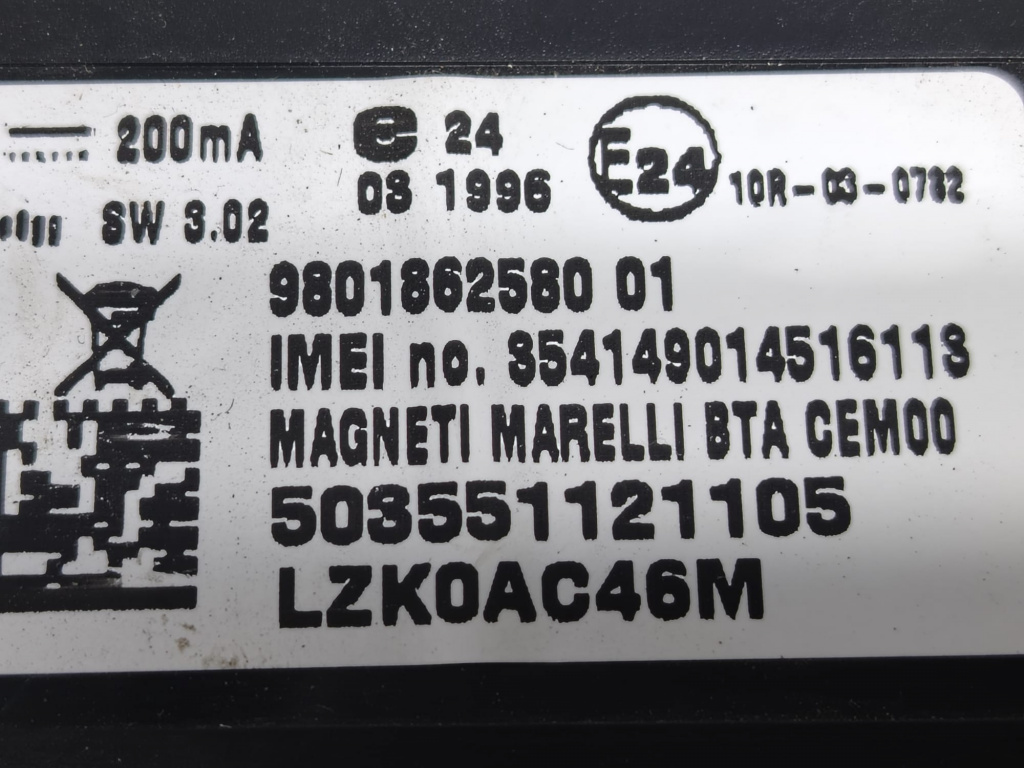 200mA e 24 E24
03 1996 10R-03-0782
SW 3.02
9801862580 01
IMEI no. 354149014516118
MAGNETI MARELLI BTA CEM00
503551121105
LZK0AC46M